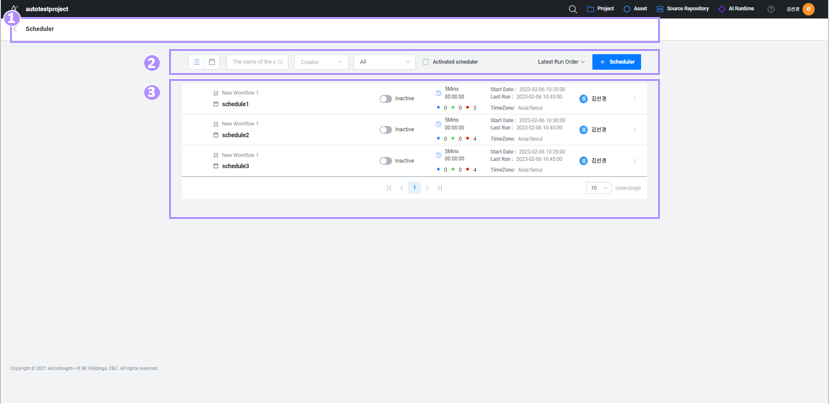 autotestproject
Project
Asset
Source Repository
AI Runtime
김선경
1
Scheduler
2
The name of the s
Creator
All
Activated scheduler
Latest Run Order
+ Scheduler
3
New Workflow 1
schedule1
inactive
5Mins
00:00:00
0 0 3
Start Date : 2023-02-06 10:35:00
Last Run : 2023-02-06 10:45:00
TimeZone: Asia/Seoul
김선경
New Workflow 1
schedule2
inactive
5Mins
00:00:00
0 0 4
Start Date : 2023-02-06 10:30:00
Last Run : 2023-02-06 10:45:00
TimeZone: Asia/Seoul
김선경
New Workflow 1
schedule3
inactive
5Mins
00:00:00
0 0 4
Start Date : 2023-02-06 10:28:00
Last Run : 2023-02-06 10:45:00
TimeZone: Asia/Seoul
김선경
1
10
case/page
Copyright © 2021 Accuinsight+ of SK Holdings, C&C. All rights reserved.